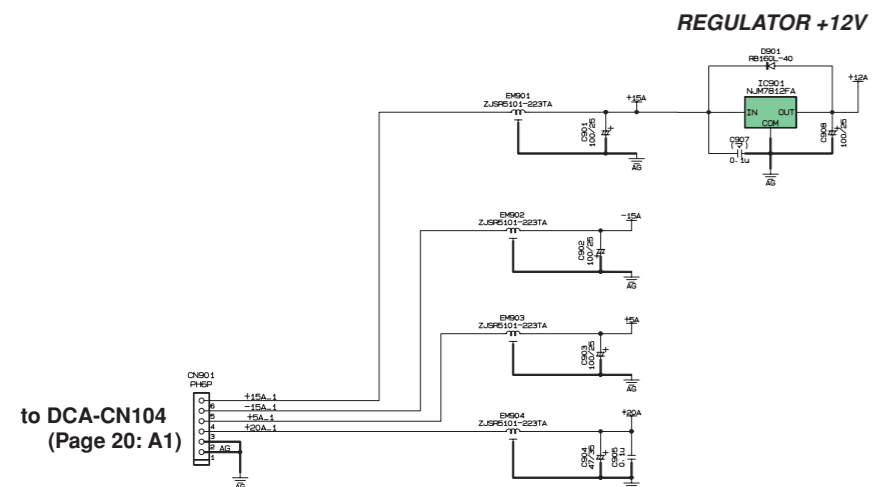 REGULATOR +12V
D901
RB160L-40
IC901
NJM7812FA
+12A
IN
OUT
COM
C908
100/25
C907
0.1u
AG
EM901
ZJSR5101-223TA
+15A
C901
100/25
AG
EM902
ZJSR5101-223TA
-15A
C902
100/25
AG
EM903
ZJSR5101-223TA
+5A
C903
100/25
AG
EM904
ZJSR5101-223TA
+20A
C904
47/35
C905
0.1u
CN901
PH6P
+15A_1
6
-15A_1
5
+5A_1
4
+20A_1
3
2
AG
1
AG
to DCA-CN104
(Page 20: A1)